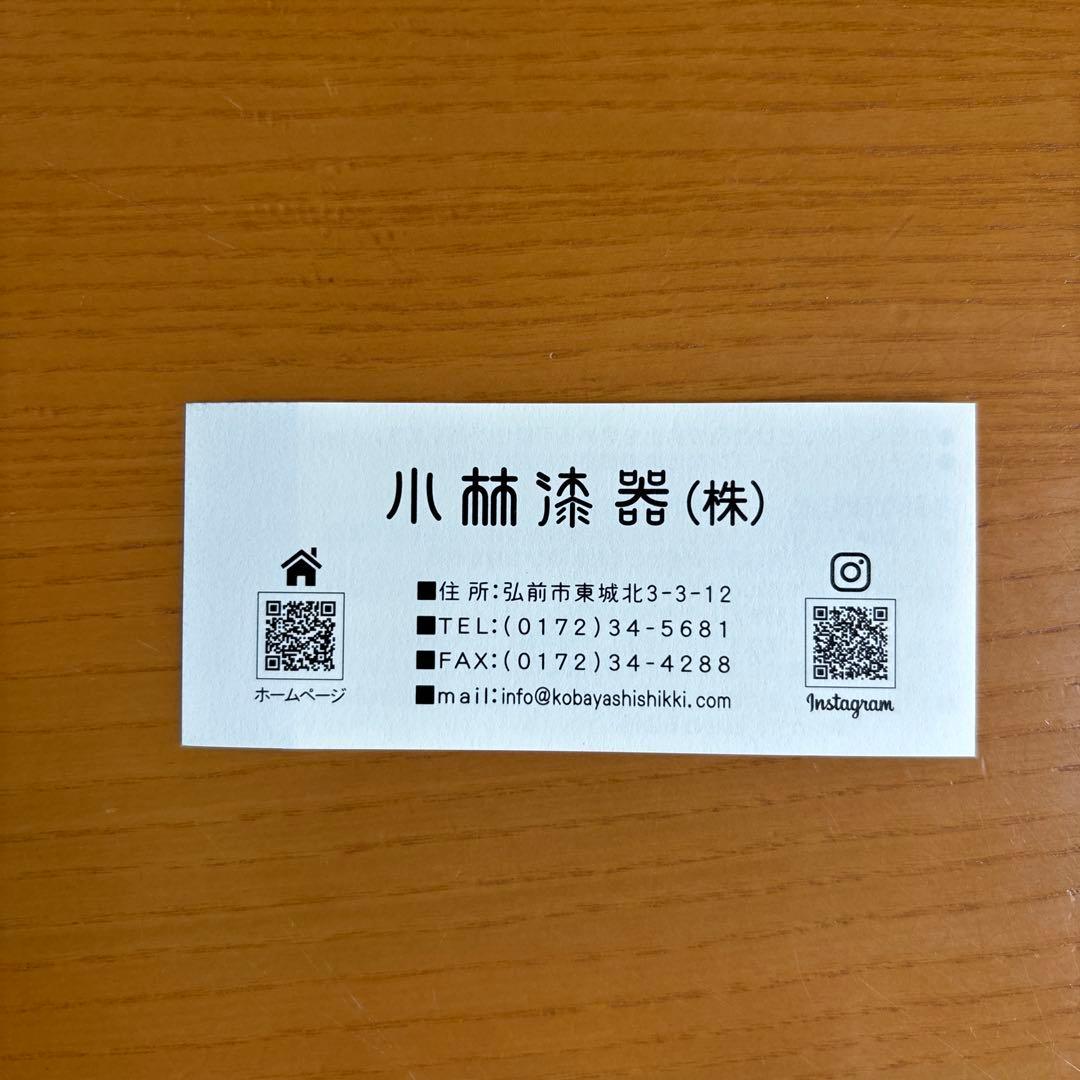 小林漆器(株)
■住 所:弘前市東城北3-3-12
■TEL:(0172)34-5681
■FAX:(0172)34-4288
■mail:info@kobayashishikki.com
ホームページ
Instagram